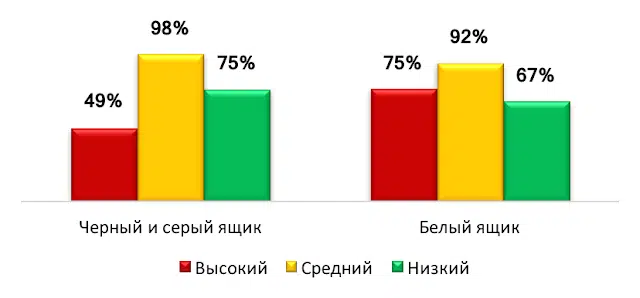 98%
92%
75%
75%
67%
49%
Черный и серый ящик
Белый ящик
Высокий
Средний
Низкий